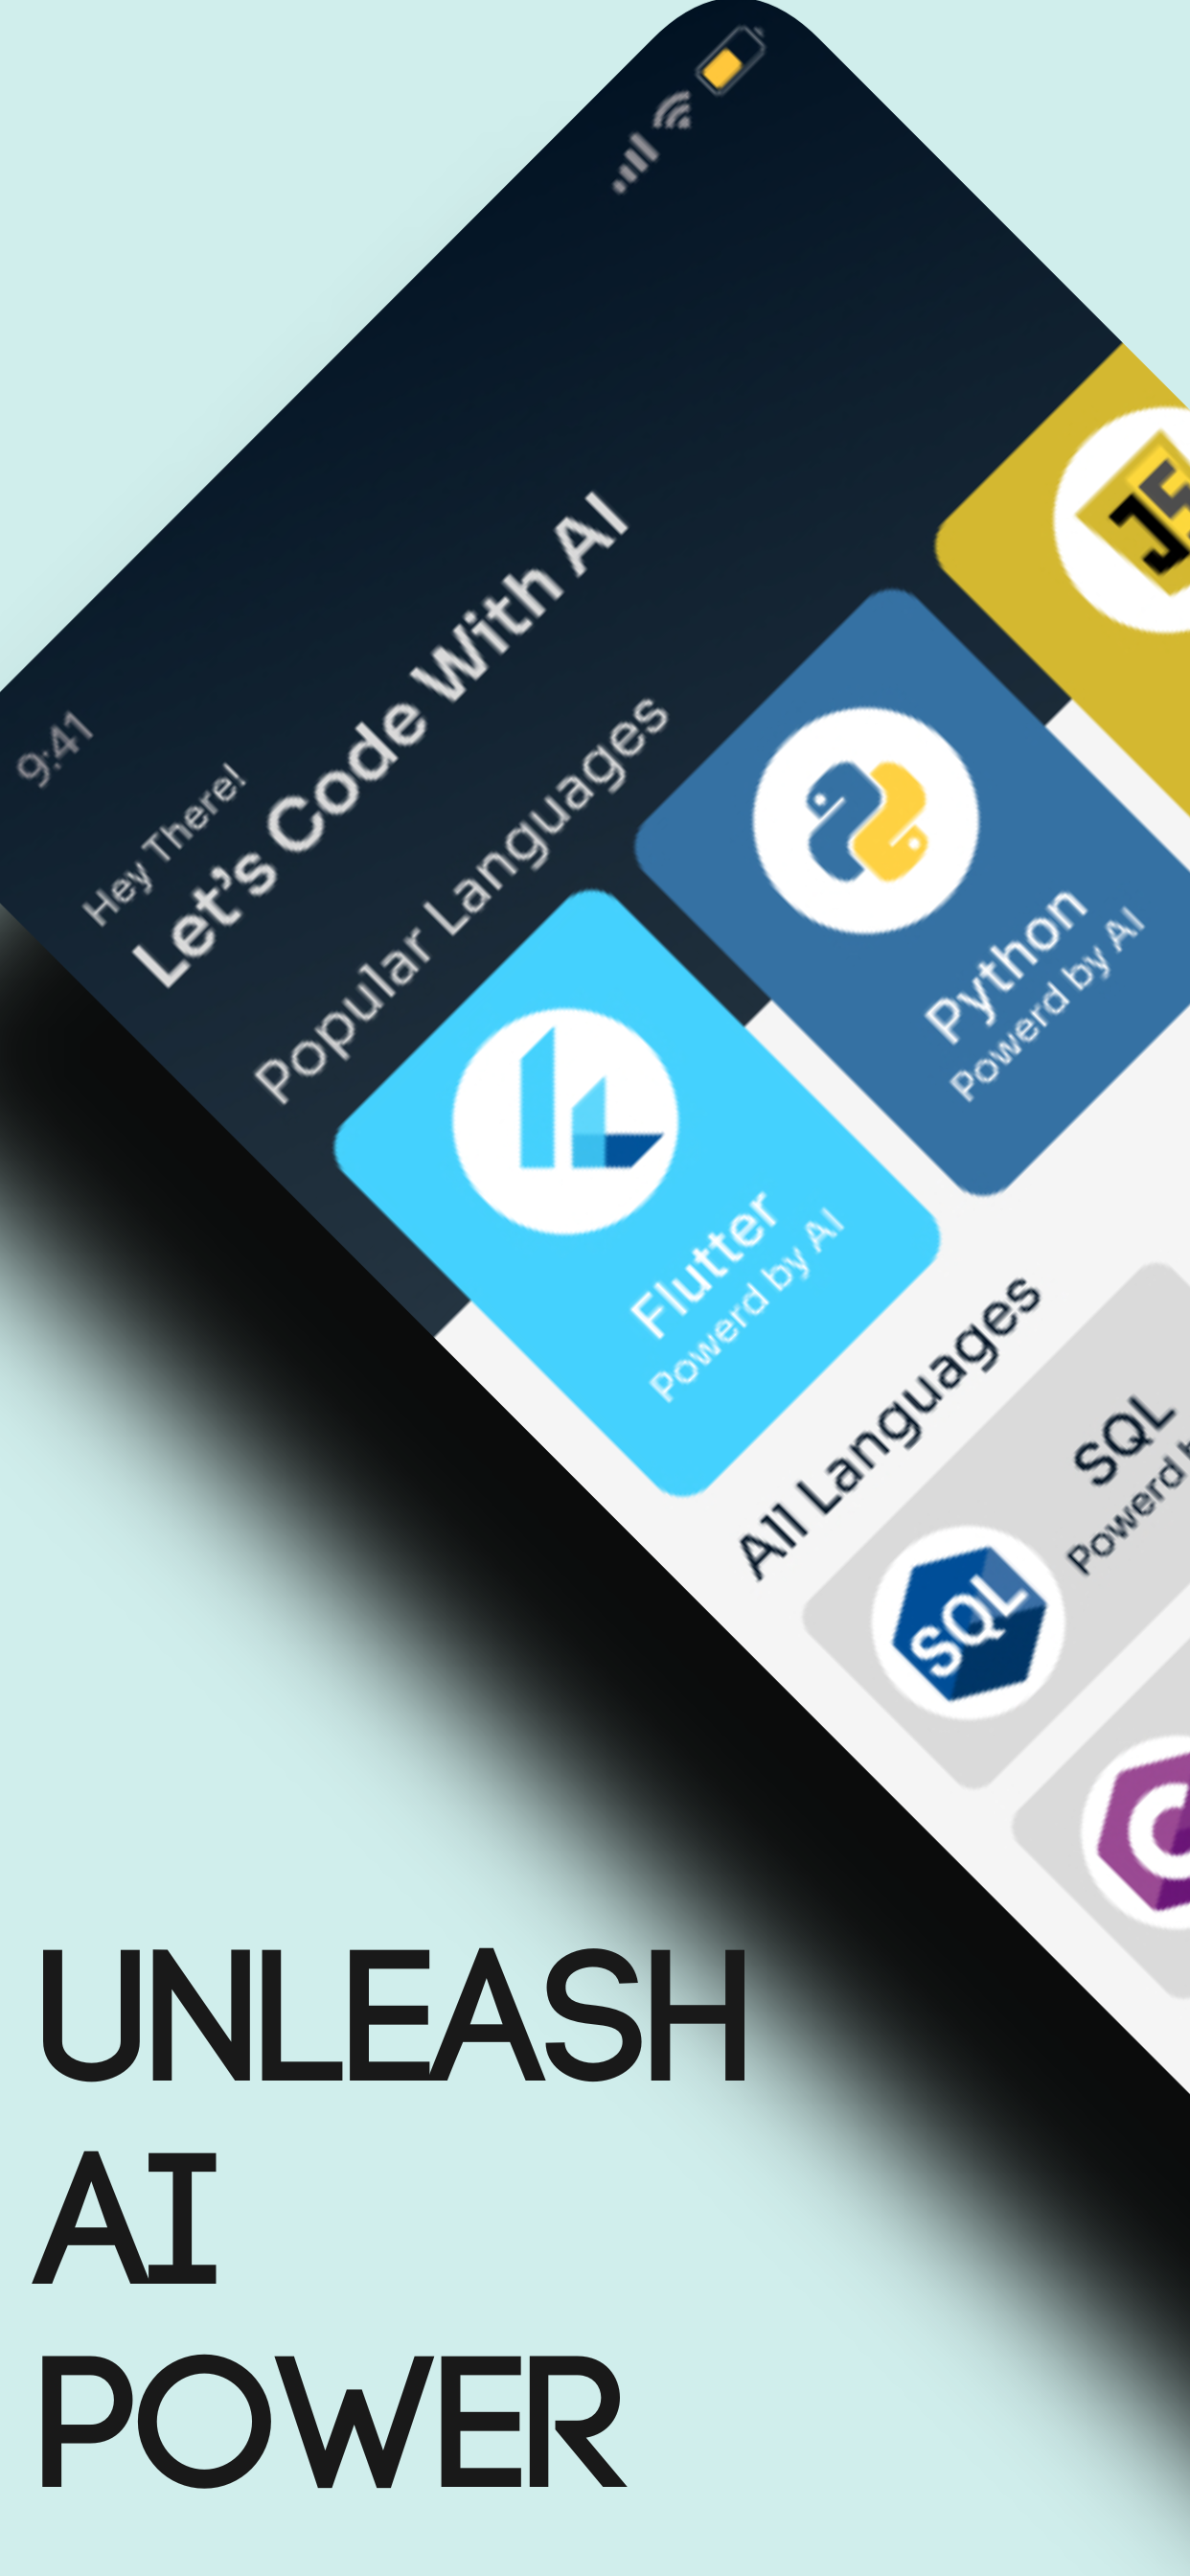 9:41
Hey There!
Let's Code With AI
Popular Languages
Flutter
Powerd by AI
Python
Powerd by AI
JS
All Languages
SQL
SQL
Powerd
C
UNLEASH
AI
POWER